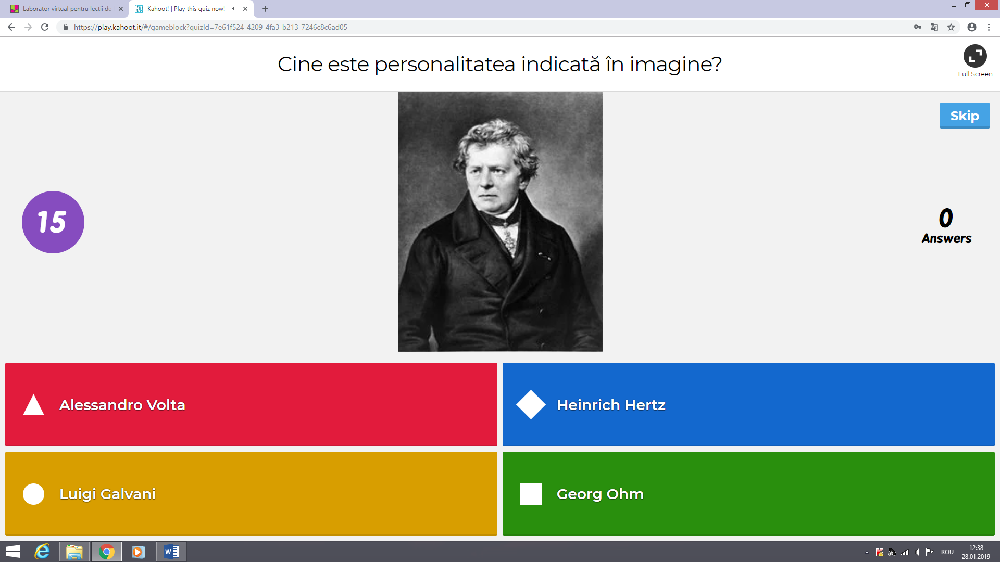 Laborator virtual pentru lectii de
Kahoot! | Play this quiz now!
https://play.kahoot.it/#/gameblock?quizId=7e61f524-4209-4fa3-b213-7246c8c6ad05
Cine este personalitatea indicată în imagine?
Full Screen
Skip
15
0
Answers
Alessandro Volta
Heinrich Hertz
Luigi Galvani
Georg Ohm
ROU
12:38
28.01.2019